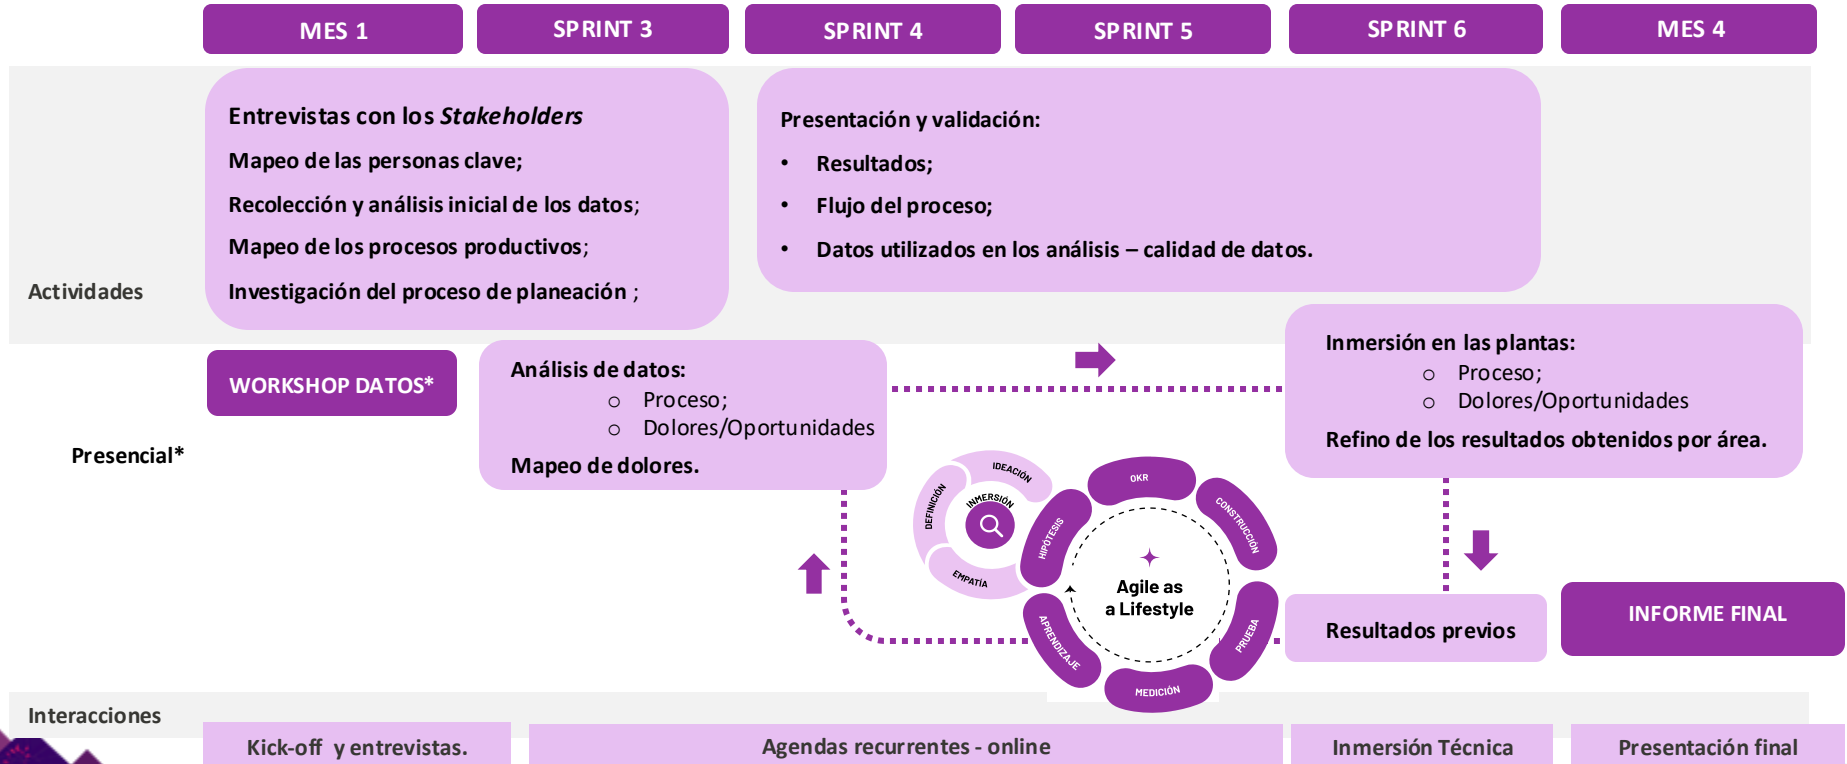 MES 1
SPRINT 3
SPRINT 4
SPRINT 5
SPRINT 6
MES 4
Actividades
Entrevistas con los Stakeholders
Mapeo de las personas clave;
Recolección y análisis inicial de los datos;
Mapeo de los procesos productivos;
Investigación del proceso de planeación ;
Presentación y validación:
• Resultados;
• Flujo del proceso;
• Datos utilizados en los análisis – calidad de datos.
Presencial*
WORKSHOP DATOS*
Análisis de datos:
o Proceso;
o Dolores/Oportunidades
Mapeo de dolores.
Inmersión en las plantas:
o Proceso;
o Dolores/Oportunidades
Refino de los resultados obtenidos por área.
IDEACIÓN
DEFINICIÓN
INMERSIÓN
EMPATÍA
HIPÓTESIS
OKR
CONSTRUCCIÓN
PRUEBA
MEDICIÓN
APRENDIZAJE
Agile as
a Lifestyle
Resultados previos
INFORME FINAL
Interacciones
Kick-off y entrevistas.
Agendas recurrentes - online
Inmersión Técnica
Presentación final